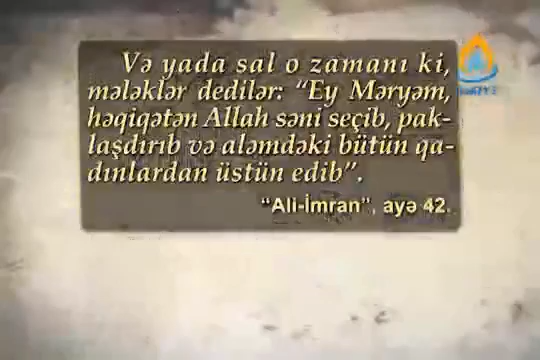 Və yada sal o zamanı ki,
mələklər dedilər: “Ey Məryəm,
həqiqətən Allah səni seçib, pak-
laşdırıb və aləmdəki bütün qa-
dınlardan üstün edib”.
“Ali-İmran”, ayə 42.